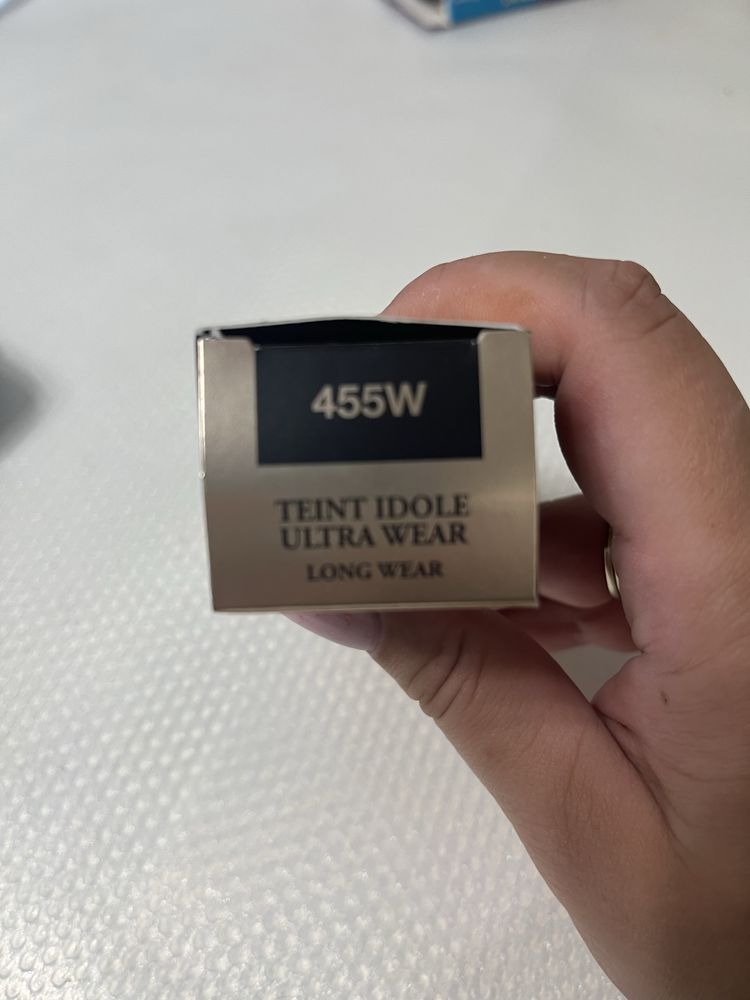 455W
TEINT IDOLE
ULTRA WEAR
LONG WEAR